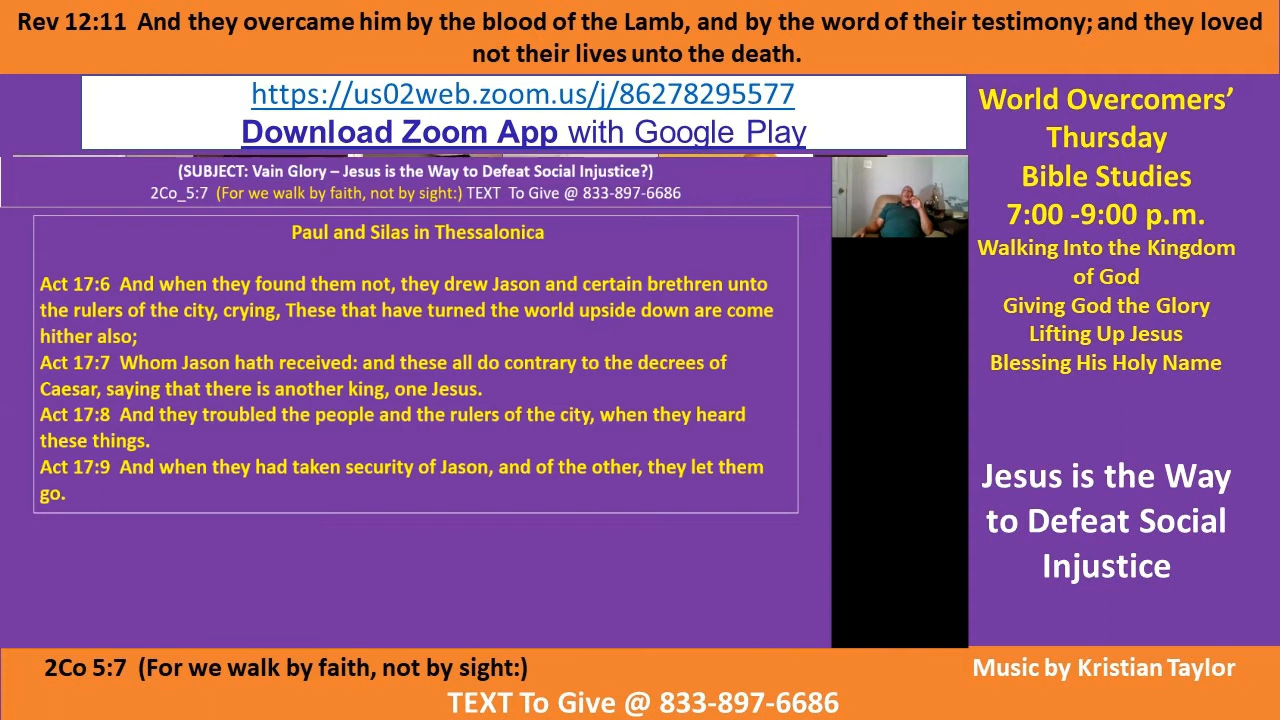 Rev 12:11  And they overcame him by the blood of the Lamb, and by the word of their testimony; and they loved
not their lives unto the death.
https://us02web.zoom.us/j/86278295577
Download Zoom App with Google Play
(SUBJECT: Vain Glory – Jesus is the Way to Defeat Social Injustice?)
2Co_5:7  (For we walk by faith, not by sight:) TEXT  To Give @ 833-897-6686
Paul and Silas in Thessalonica
Act 17:6  And when they found them not, they drew Jason and certain brethren unto
the rulers of the city, crying, These that have turned the world upside down are come
hither also;
Act 17:7  Whom Jason hath received: and these all do contrary to the decrees of
Caesar, saying that there is another king, one Jesus.
Act 17:8  And they troubled the people and the rulers of the city, when they heard
these things.
Act 17:9  And when they had taken security of Jason, and of the other, they let them
go.
World Overcomers’
Thursday
Bible Studies
7:00 -9:00 p.m.
Walking Into the Kingdom
of God
Giving God the Glory
Lifting Up Jesus
Blessing His Holy Name
Jesus is the Way
to Defeat Social
Injustice
2Co 5:7  (For we walk by faith, not by sight:)
Music by Kristian Taylor
TEXT To Give @ 833-897-6686